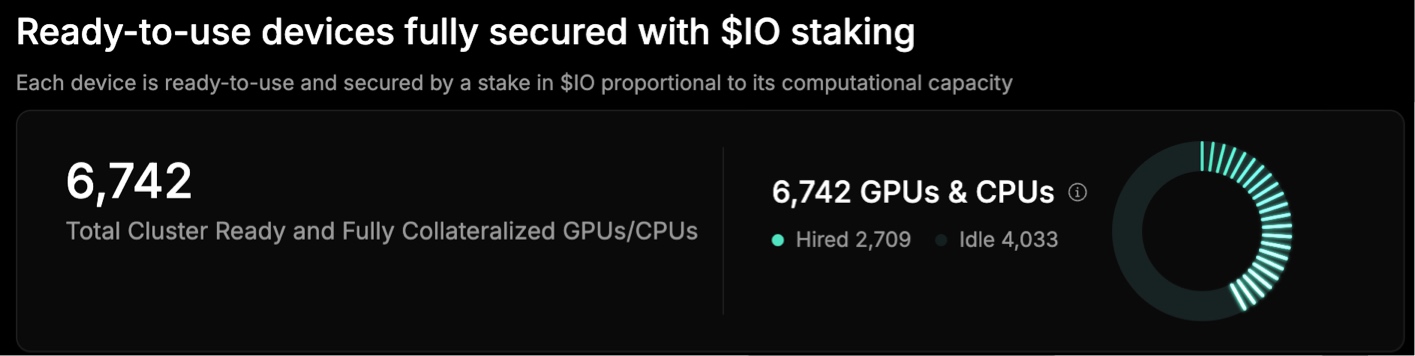 Ready-to-use devices fully secured with $IO staking
Each device is ready-to-use and secured by a stake in $IO proportional to its computational capacity
6,742
Total Cluster Ready and Fully Collateralized GPUs/CPUs
6,742 GPUs & CPUs
Hired 2,709 Idle 4,033